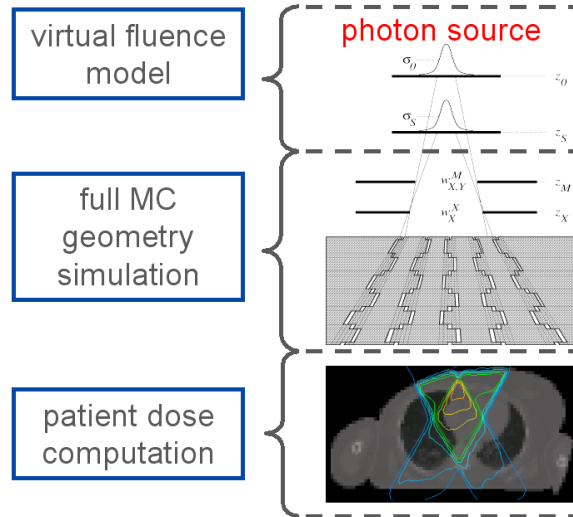 virtual fluence
model
photon source
σ0
z0
σS
zS
full MC
geometry
simulation
wMX,Y
zM
wXX
zX
patient dose
computation